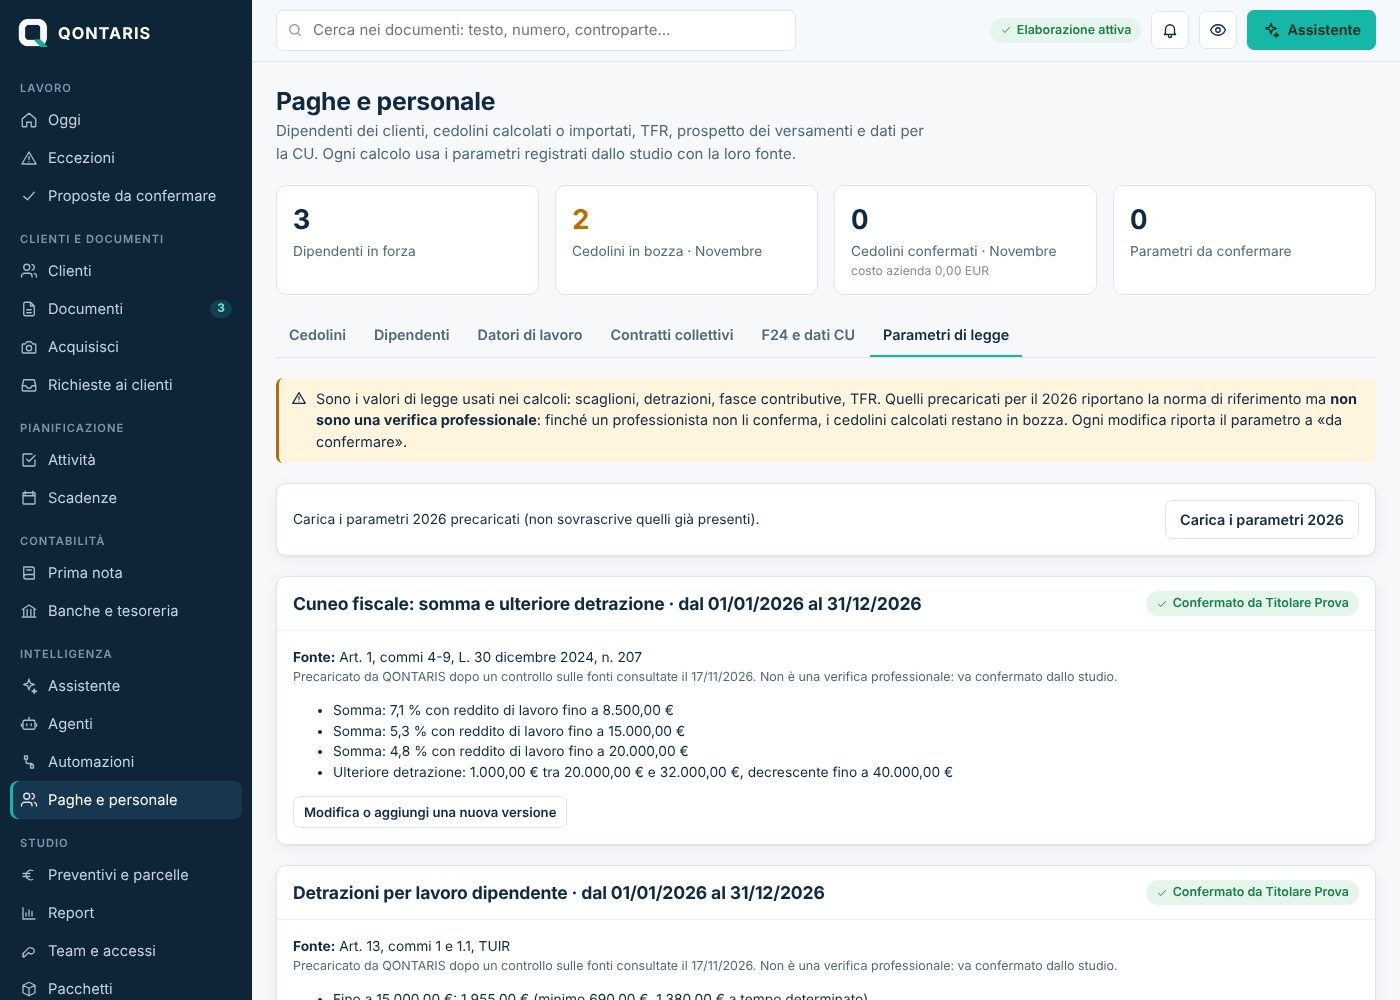 QONTARIS
LAVORO
Oggi
Eccezioni
Proposte da confermare
CLIENTI E DOCUMENTI
Clienti
Documenti
3
Acquisisci
Richieste ai clienti
PIANIFICAZIONE
Attività
Scadenze
CONTABILITÀ
Prima nota
Banche e tesoreria
INTELLIGENZA
Assistente
Agenti
Automazioni
Paghe e personale
STUDIO
Preventivi e parcelle
Report
Team e accessi
Pacchetti
Cerca nei documenti: testo, numero, controparte...
Elaborazione attiva
Assistente
Paghe e personale
Dipendenti dei clienti, cedolini calcolati o importati, TFR, prospetto dei versamenti e dati per
la CU. Ogni calcolo usa i parametri registrati dallo studio con la loro fonte.
3
Dipendenti in forza
2
Cedolini in bozza · Novembre
0
Cedolini confermati · Novembre
costo azienda 0,00 EUR
0
Parametri da confermare
Cedolini
Dipendenti
Datori di lavoro
Contratti collettivi
F24 e dati CU
Parametri di legge
Sono i valori di legge usati nei calcoli: scaglioni, detrazioni, fasce contributive, TFR. Quelli precaricati per il 2026 riportano la norma di riferimento ma non
sono una verifica professionale: finché un professionista non li conferma, i cedolini calcolati restano in bozza. Ogni modifica riporta il parametro a «da
confermare».
Carica i parametri 2026 precaricati (non sovrascrive quelli già presenti).
Carica i parametri 2026
Cuneo fiscale: somma e ulteriore detrazione · dal 01/01/2026 al 31/12/2026
Confermato da Titolare Prova
Fonte: Art. 1, commi 4-9, L. 30 dicembre 2024, n. 207
Precaricato da QONTARIS dopo un controllo sulle fonti consultate il 17/11/2026. Non è una verifica professionale: va confermato dallo studio.
• Somma: 7,1 % con reddito di lavoro fino a 8.500,00 €
• Somma: 5,3 % con reddito di lavoro fino a 15.000,00 €
• Somma: 4,8 % con reddito di lavoro fino a 20.000,00 €
• Ulteriore detrazione: 1.000,00 € tra 20.000,00 € e 32.000,00 €, decrescente fino a 40.000,00 €
Modifica o aggiungi una nuova versione
Detrazioni per lavoro dipendente · dal 01/01/2026 al 31/12/2026
Confermato da Titolare Prova
Fonte: Art. 13, commi 1 e 1.1, TUIR
Precaricato da QONTARIS dopo un controllo sulle fonti consultate il 17/11/2026. Non è una verifica professionale: va confermato dallo studio.
• Fino a 15.000,00 €: 1.955,00 € (minimo 690,00 €, 1.380,00 € a tempo determinato)